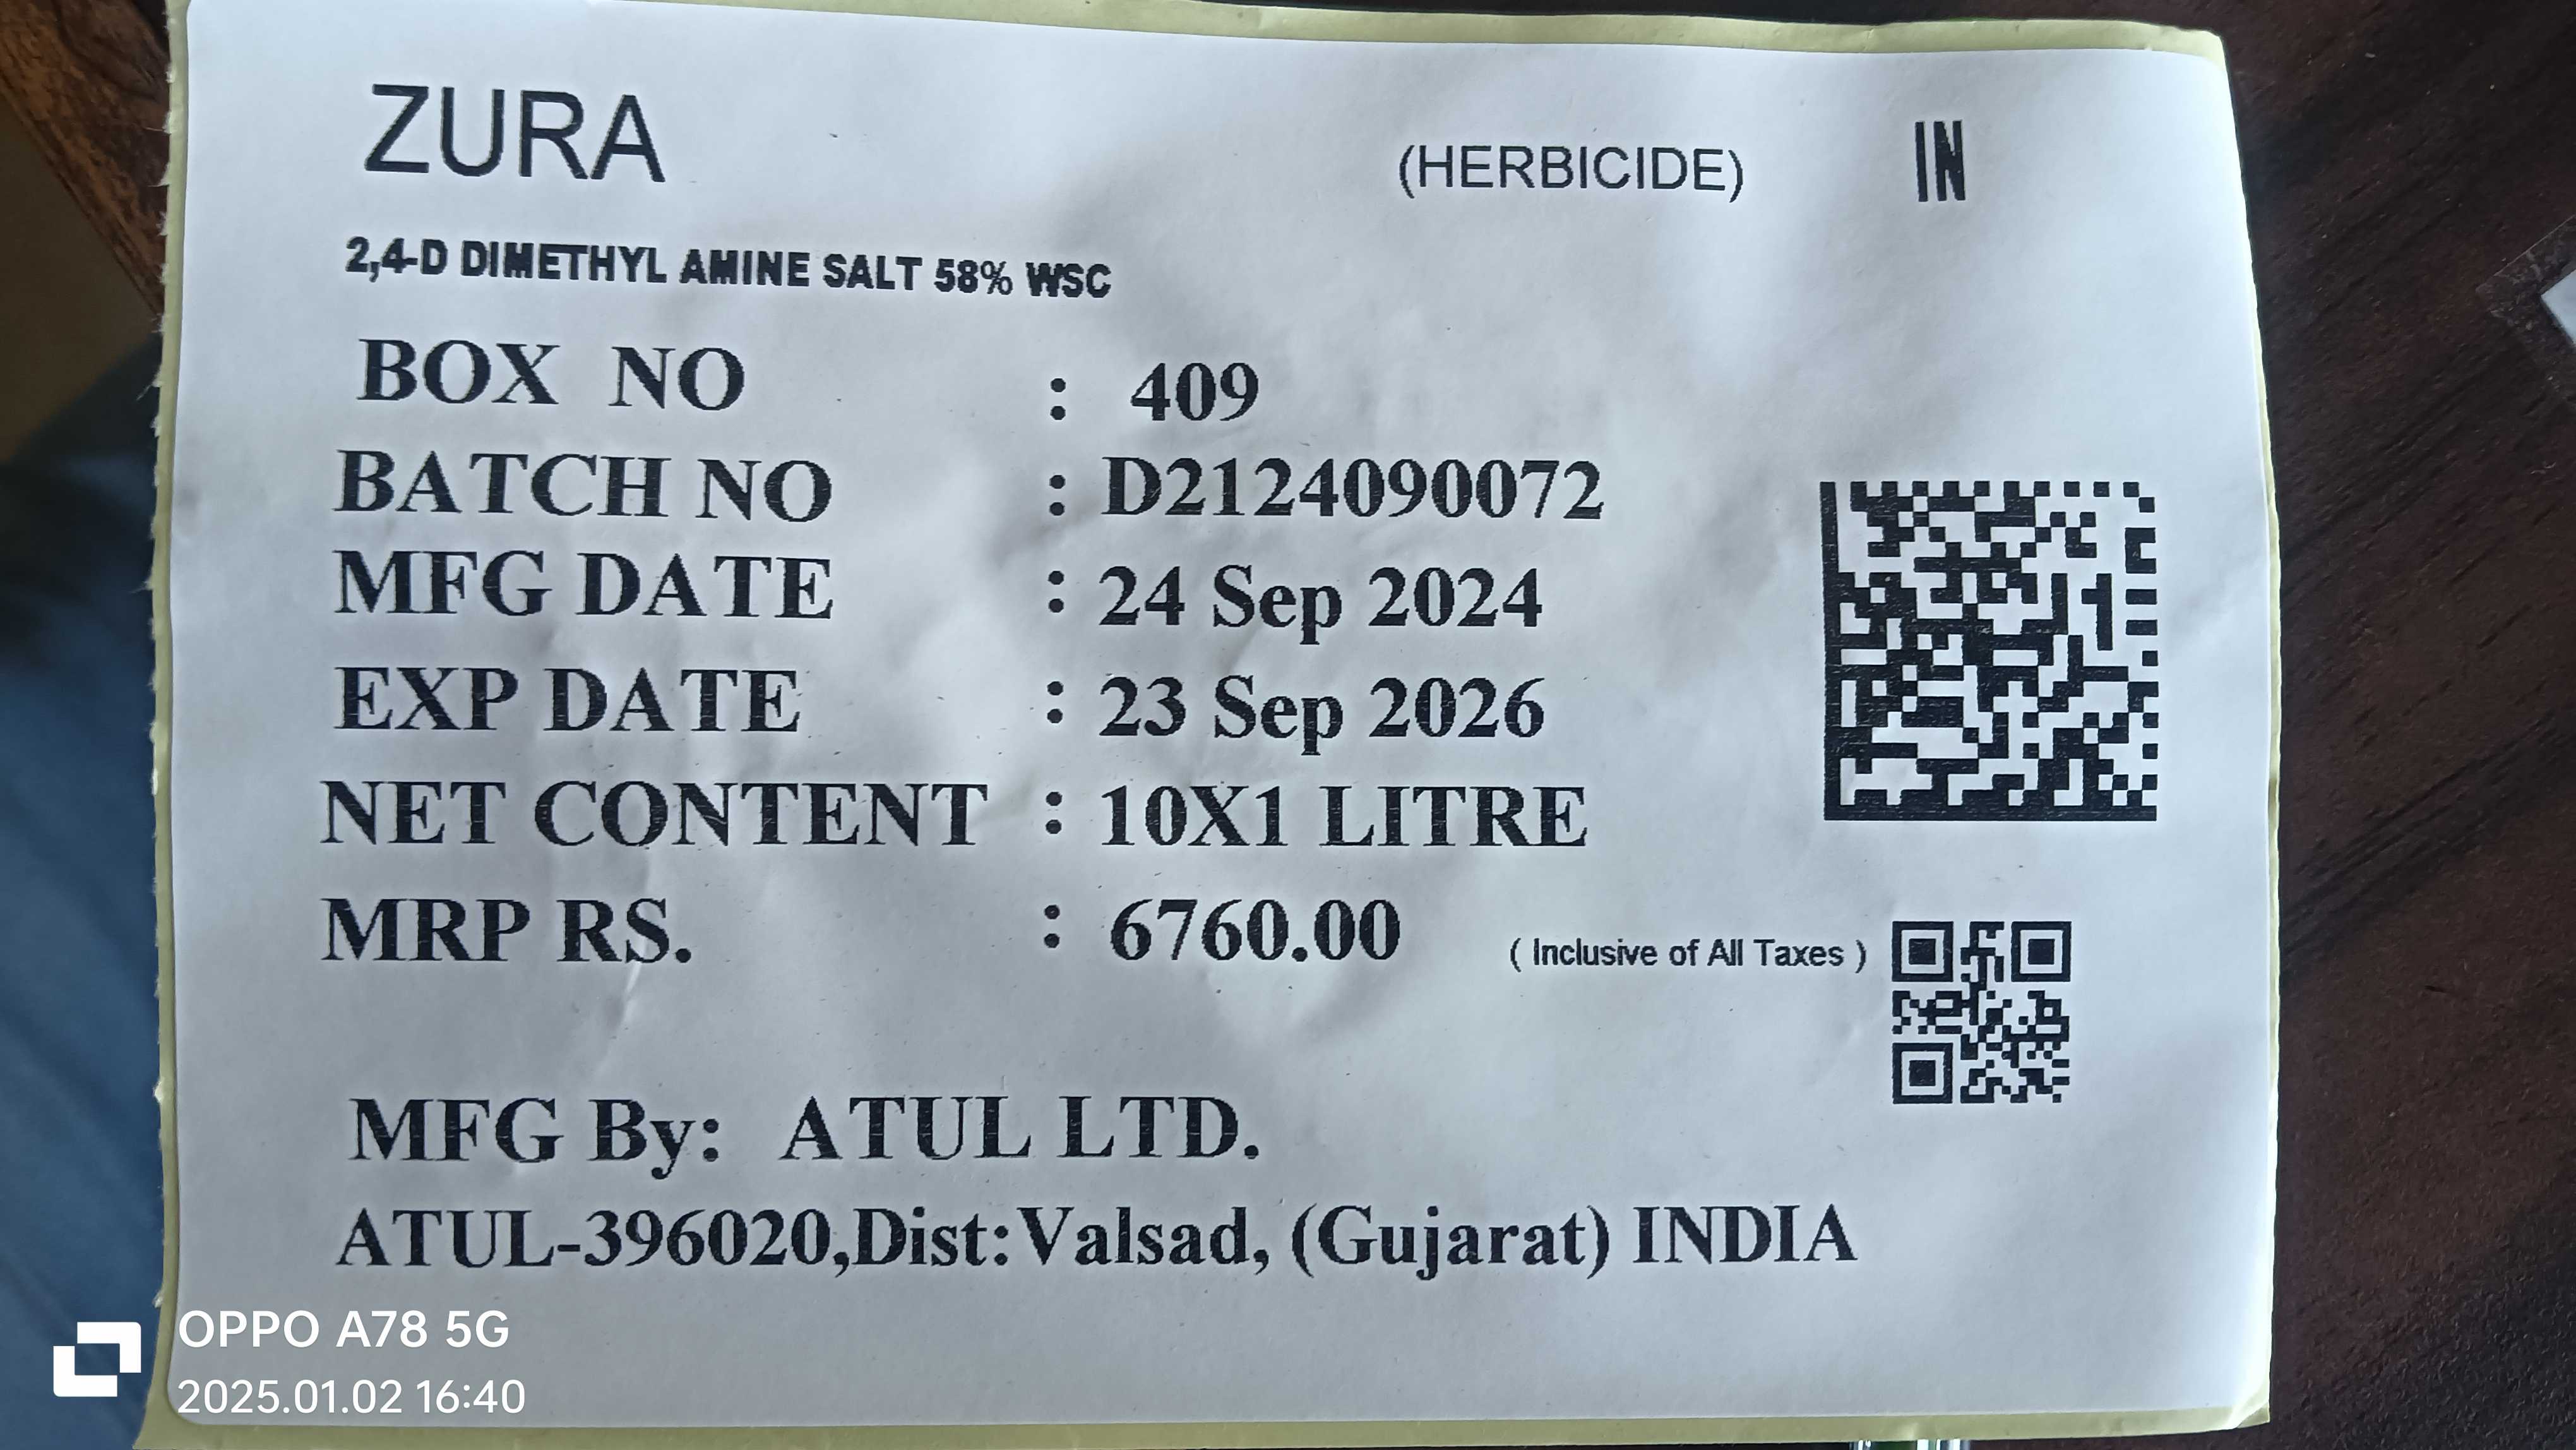 ZURA (HERBICIDE) IN
2,4-D DIMETHYL AMINE SALT 58% WSC
BOX NO : 409
BATCH NO : D2124090072
MFG DATE : 24 Sep 2024
EXP DATE : 23 Sep 2026
NET CONTENT : 10X1 LITRE
MRP RS. : 6760.00 ( Inclusive of All Taxes )
MFG By: ATUL LTD.
ATUL-396020,Dist:Valsad, (Gujarat) INDIA
OPPO A78 5G
2025.01.02 16:40